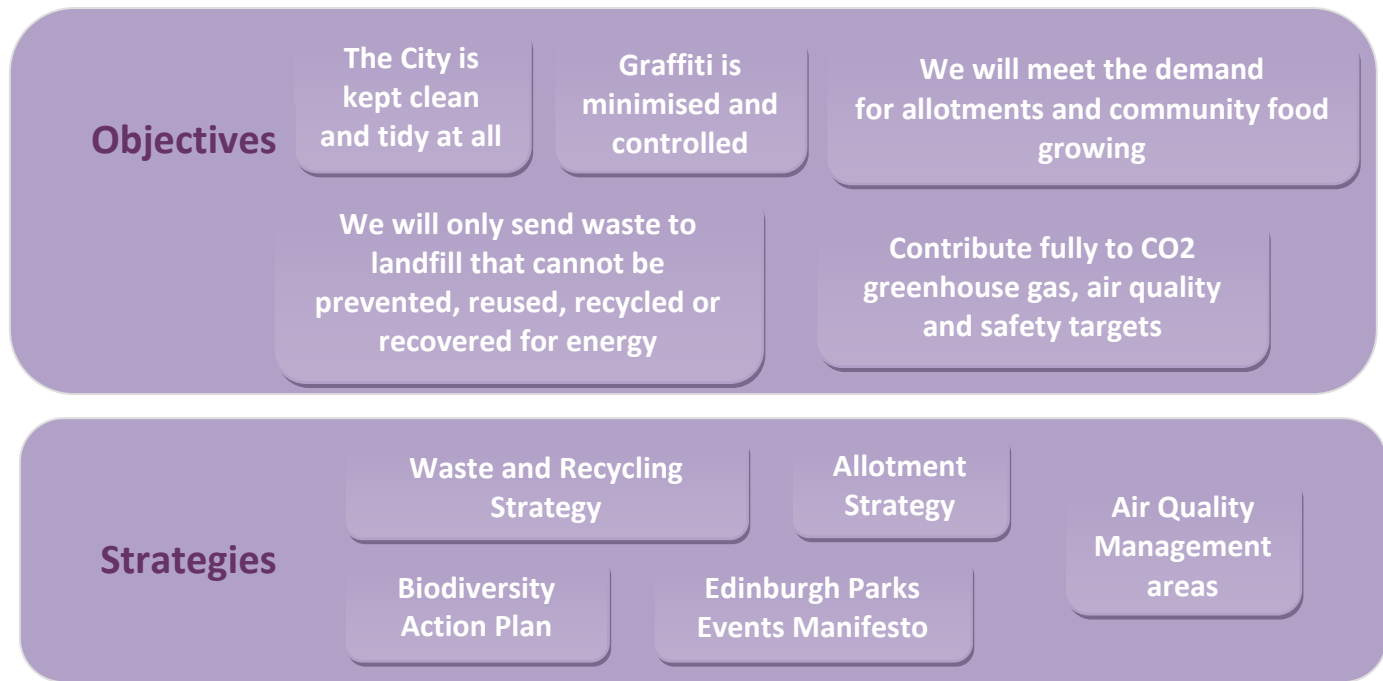 Objectives
The City is
kept clean
and tidy at all
Graffiti is
minimised and
controlled
We will meet the demand
for allotments and community food
growing
We will only send waste to
landfill that cannot be
prevented, reused, recycled or
recovered for energy
Contribute fully to CO2
greenhouse gas, air quality
and safety targets
Strategies
Waste and Recycling
Strategy
Allotment
Strategy
Air Quality
Management
areas
Biodiversity
Action Plan
Edinburgh Parks
Events Manifesto